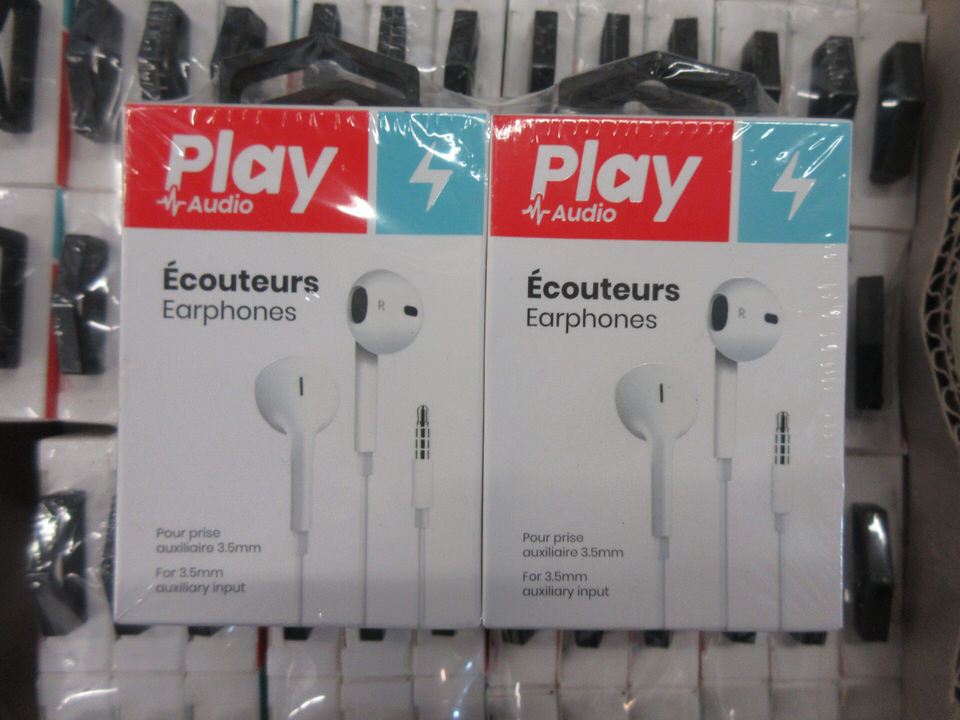 Play
Audio
Écouteurs
Earphones
R
Pour prise
auxiliaire 3.5mm
For 3.5mm
auxiliary input
Play
Audio
Écouteurs
Earphones
R
Pour prise
auxiliaire 3.5mm
For 3.5mm
auxiliary input